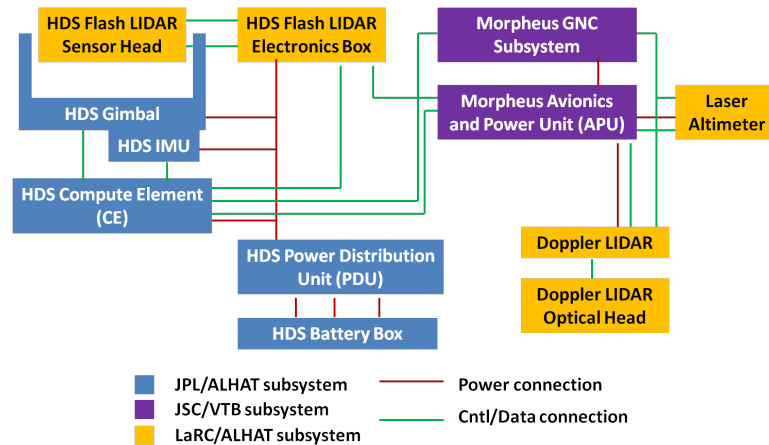 HDS Flash LIDAR
Sensor Head
HDS Flash LIDAR
Electronics Box
Morpheus GNC
Subsystem
HDS Gimbal
Morpheus Avionics
and Power Unit (APU)
Laser
Altimeter
HDS IMU
HDS Compute Element
(CE)
HDS Power Distribution
Unit (PDU)
Doppler LIDAR
Doppler LIDAR
Optical Head
HDS Battery Box
JPL/ALHAT subsystem
Power connection
JSC/VTB subsystem
Cntl/Data connection
LaRC/ALHAT subsystem